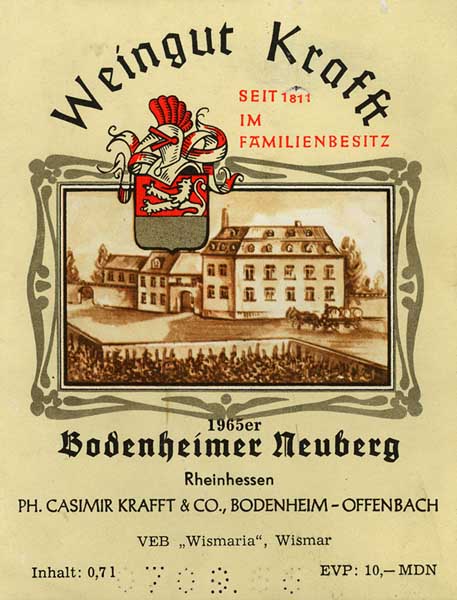 Weingut Krafft
SEIT 1811
IM
FAMILIENBESITZ
1965er
Bodenheimer Neuberg
Rheinhessen
PH. CASIMIR KRAFFT & CO., BODENHEIM – OFFENBACH
VEB „Wismaria“, Wismar
Inhalt: 0,7 l
EVP: 10,— MDN